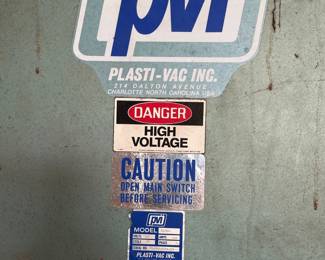 pvi
PLASTI-VAC INC.
214 DALTON AVENUE
CHARLOTTE NORTH CAROLINA USA
DANGER
HIGH
VOLTAGE
CAUTION
OPEN MAIN SWITCH
BEFORE SERVICING
pvi
MODEL
PLASTI-VAC INC.